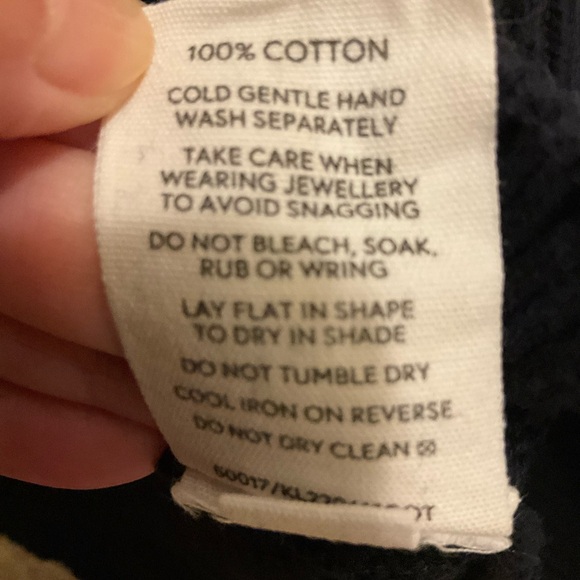 100% COTTON
COLD GENTLE HAND
WASH SEPARATELY
TAKE CARE WHEN
WEARING JEWELLERY
TO AVOID SNAGGING
DO NOT BLEACH, SOAK,
RUB OR WRING
LAY FLAT IN SHAPE
TO DRY IN SHADE
DO NOT TUMBLE DRY
COOL IRON ON REVERSE
DO NOT DRY CLEAN